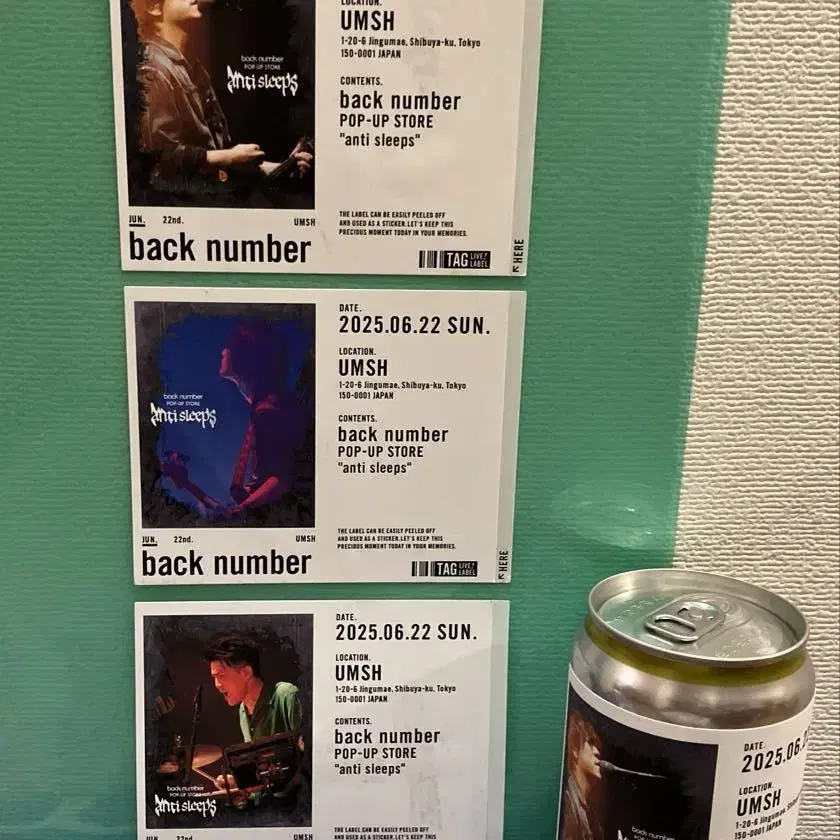 LOCATION.
UMSH
1-20-6 Jingumae, Shibuya-ku, Tokyo
150-0001 JAPAN
CONTENTS.
back number
POP-UP STORE
"anti sleeps"
back number
POP-UP STORE
anti sleeps
THE LABEL CAN BE EASILY PEELED OFF
AND USED AS A STICKER. LET'S KEEP THIS
PRECIOUS MOMENT TODAY IN YOUR MEMORIES.
JUN. 22nd. UMSH
back number
TAG LIVE! LABEL
HERE
DATE.
2025.06.22 SUN.
LOCATION.
UMSH
1-20-6 Jingumae, Shibuya-ku, Tokyo
150-0001 JAPAN
CONTENTS.
back number
POP-UP STORE
"anti sleeps"
back number
POP-UP STORE
anti sleeps
THE LABEL CAN BE EASILY PEELED OFF
AND USED AS A STICKER. LET'S KEEP THIS
PRECIOUS MOMENT TODAY IN YOUR MEMORIES.
JUN. 22nd. UMSH
back number
TAG LIVE! LABEL
HERE
DATE.
2025.06.22 SUN.
LOCATION.
UMSH
1-20-6 Jingumae, Shibuya-ku, Tokyo
150-0001 JAPAN
CONTENTS.
back number
POP-UP STORE
"anti sleeps"
back number
POP-UP STORE
anti sleeps
THE LABEL CAN BE EASILY PEELED OFF
AND USED AS A STICKER. LET'S KEEP THIS
JUN. 22nd. UMSH
DATE.
2025.06.2
LOCATION.
UMSH
1-20-6 Jingumae,
150-0001 JAPAN
back number